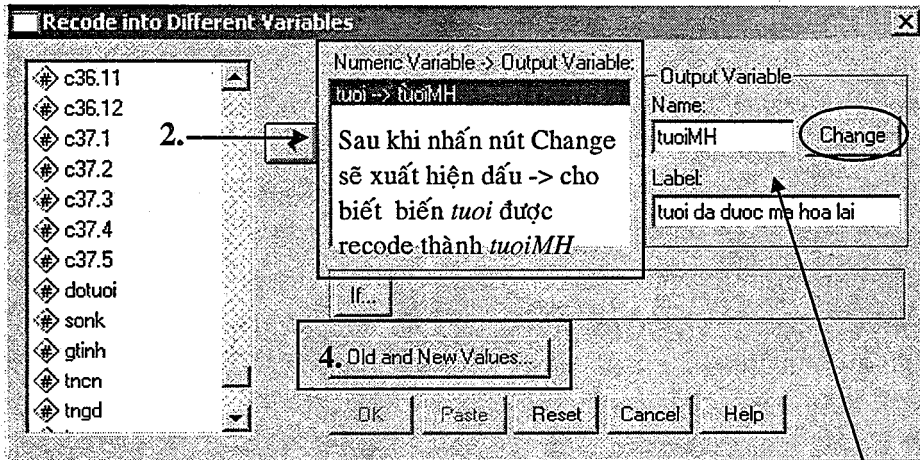 Recode into Different Variables
c36.11
c36.12
c37.1
c37.2
c37.3
c37.4
c37.5
dotuoi
sonk
gtinh
tncn
tngd
2.
Numeric Variable -> Output Variable:
tuoi --> tuoiMH
Sau khi nhấn nút Change
sẽ xuất hiện dấu -> cho
biết biến tuoi được
recode thành tuoiMH
Output Variable
Name:
tuoiMH
Change
Label:
tuoi da duoc ma hoa lai
If...
4. Old and New Values...
OK
Paste
Reset
Cancel
Help